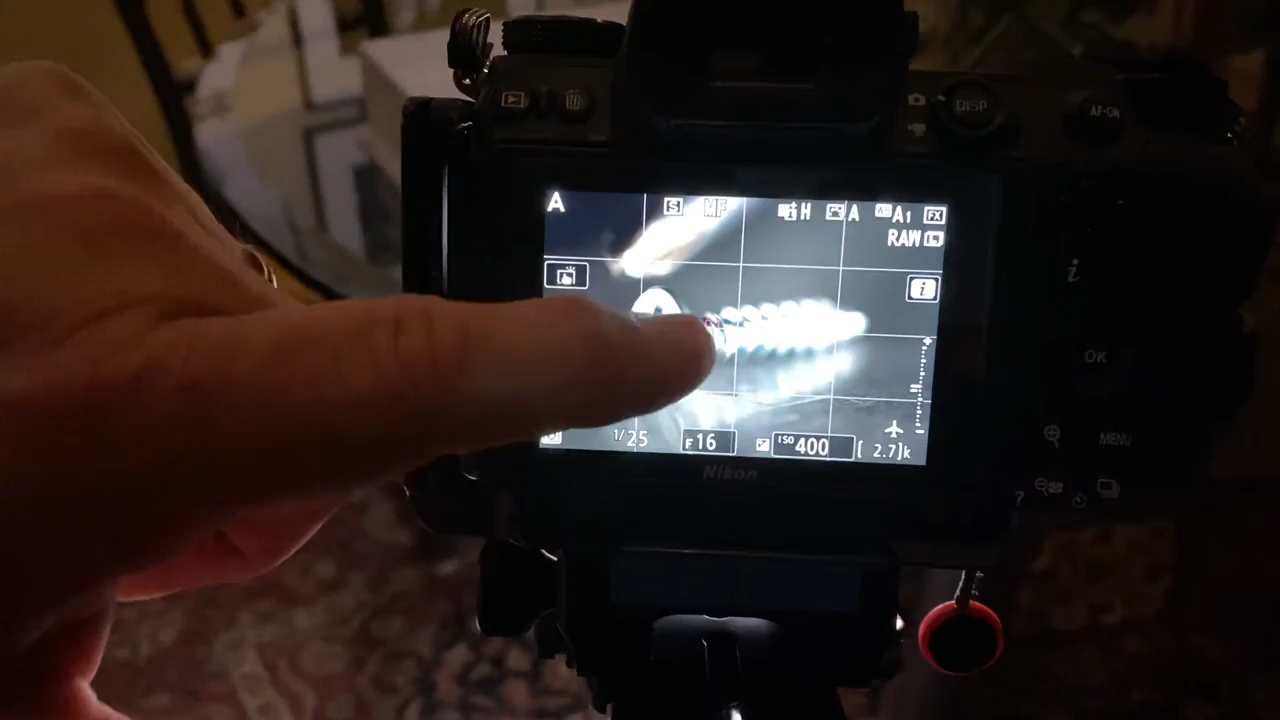 DISP
AF-ON
A
S MF
H A A1 FX
RAW L
i
i
1/25 F16 ISO 400 [ 2.7]k
OK
MENU
?
Nikon